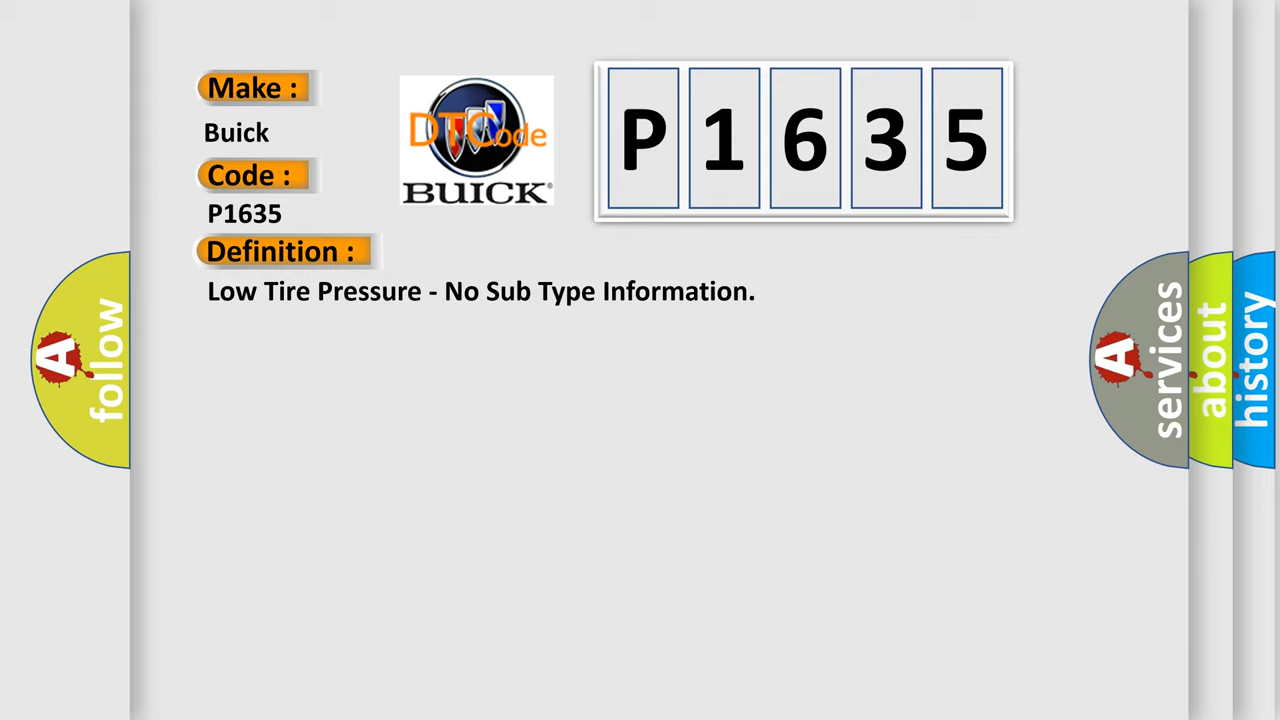 Make :
Buick
Code :
P1635
Definition :
Low Tire Pressure - No Sub Type Information.
DTCode
BUICK®
P 1 6 3 5
A follow
A services
about
history